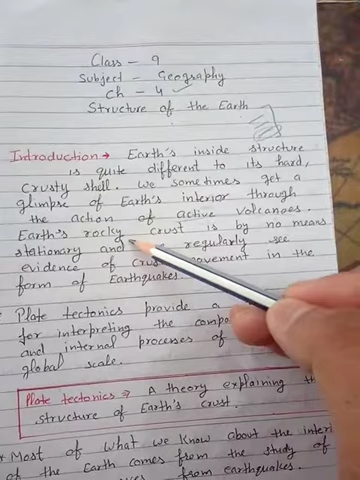 Class - 9
Subject - Geography
Ch - 4
Structure of the Earth
Introduction → Earth's inside structure
is quite different to its hard,
crusty shell. We sometimes get a
glimpse of Earth's interior through
the action of active volcanoes.
Earth's rocky crust is by no means
stationary and regularly see
evidence of movement in the
form of Earthquakes.
Plate tectonics provide a
for interpreting the
and internal processes of
global scale.
Plate tectonics → A theory explaining
structure of Earth's crust.
* Most of what we know about the
of the Earth comes from the study of
from earthquakes.